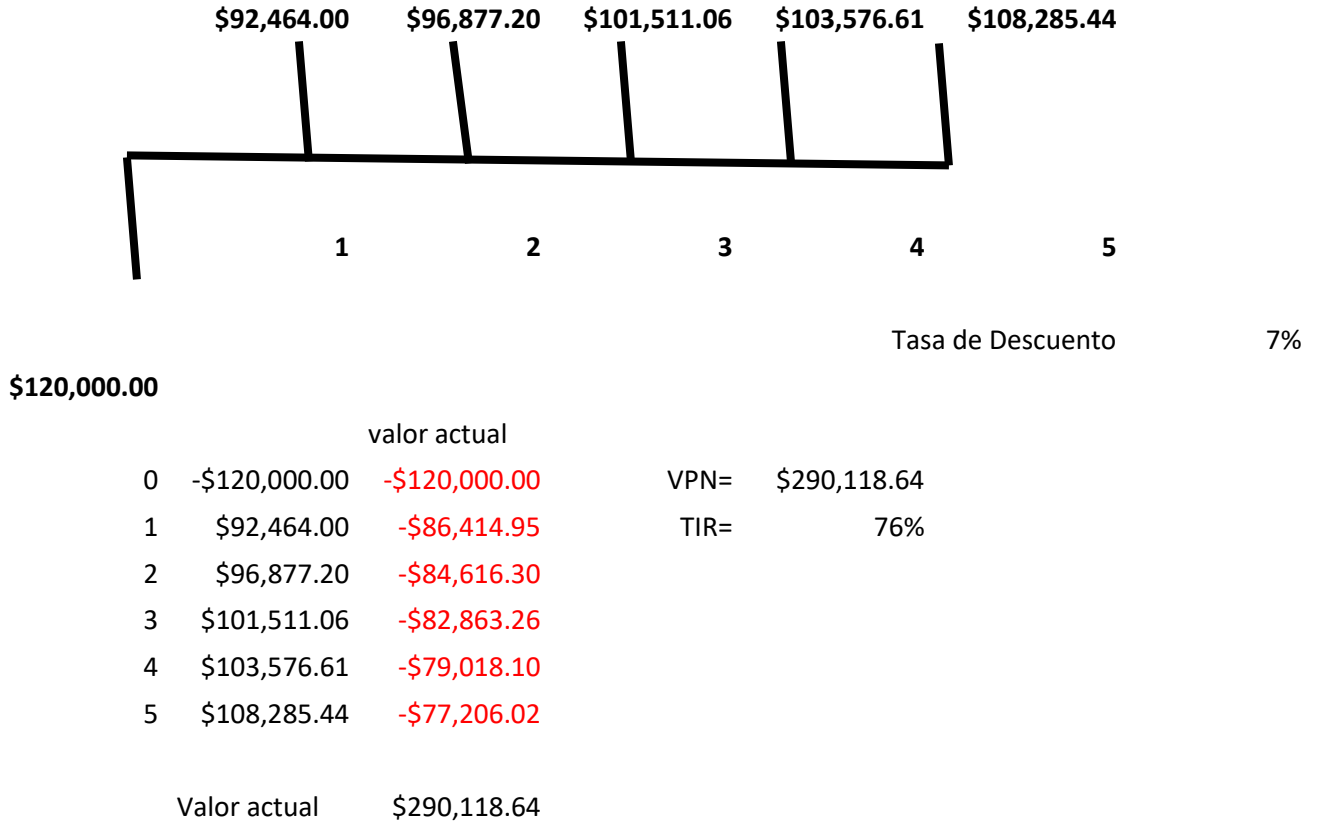 $92,464.00 $96,877.20 $101,511.06 $103,576.61 $108,285.44
1 2 3 4 5
Tasa de Descuento 7%
$120,000.00
valor actual
0 -$120,000.00 -$120,000.00 VPN= $290,118.64
1 $92,464.00 -$86,414.95 TIR= 76%
2 $96,877.20 -$84,616.30
3 $101,511.06 -$82,863.26
4 $103,576.61 -$79,018.10
5 $108,285.44 -$77,206.02
Valor actual $290,118.64